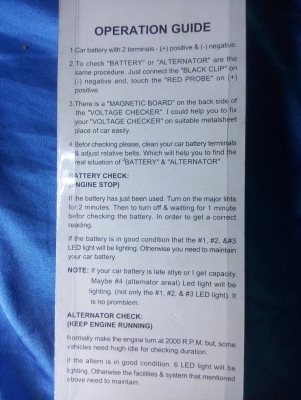 OPERATION GUIDE
1.Car battery with 2 terminals - (+) positive & (-) negative.
2.To check "BATTERY" or "ALTERNATOR" are the
same procedure. Just connect the "BLACK CLIP" on
(-) negative and, touch the "RED PROBE" on (+)
positive.
3.There is a "MAGNETIC BOARD" on the back side of
the "VOLTAGE CHECKER". I could help you to fix
your "VOLTAGE CHECKER" on suitable metalsheet
place of car easily.
4.Befor checking please, clean your car battery terminals
& adjust relative belts. Which will help you to find the
real situation of "BATTERY" & "ALTERNATOR"
BATTERY CHECK:
(ENGINE STOP)
If the battery has just been used. Turn on the major lihts
for 2 minutes. Then to turn off & waitting for 1 minute
befor checking the battery. In order to get a correct
reading.
If the battery is in good condition that the #1, #2, &#3
LED light will be lighting. Otherwise you need to maintain
your car battery.
NOTE: If your car battery is late stlye or l get capacity.
Maybe #4 (alternator areal) Led light will be
lighting. (not only the #1, #2, & #3 LED light). It
is no promblem.
ALTERNATOR CHECK:
(KEEP ENGINE RUNNING)
Normally make the engine turn at 2000 R.P.M. but, some
vehicles need high idle for checking duration.
If the altern is in good condition. 6 LED light will be
lighting. Otherwise the facilities & system that mentioned
above need to maintain.